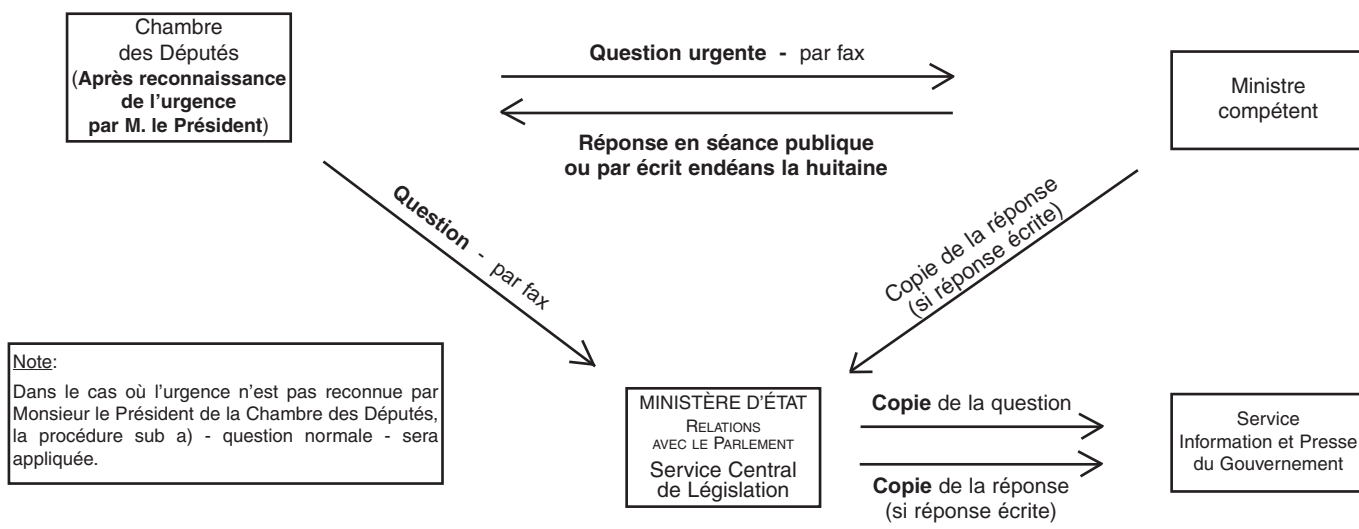 Chambre
des Députés
(Après reconnaissance
de l'urgence
par M. le Président)
Question urgente - par fax
Réponse en séance publique
ou par écrit endéans la huitaine
Ministre
compétent
Question - par fax
Copie de la réponse
(si réponse écrite)
Note:
Dans le cas où l'urgence n'est pas reconnue par
Monsieur le Président de la Chambre des Députés,
la procédure sub a) - question normale - sera
appliquée.
MINISTÈRE D'ÉTAT
RELATIONS
AVEC LE PARLEMENT
Service Central
de Législation
Copie de la question
Copie de la réponse
(si réponse écrite)
Service
Information et Presse
du Gouvernement